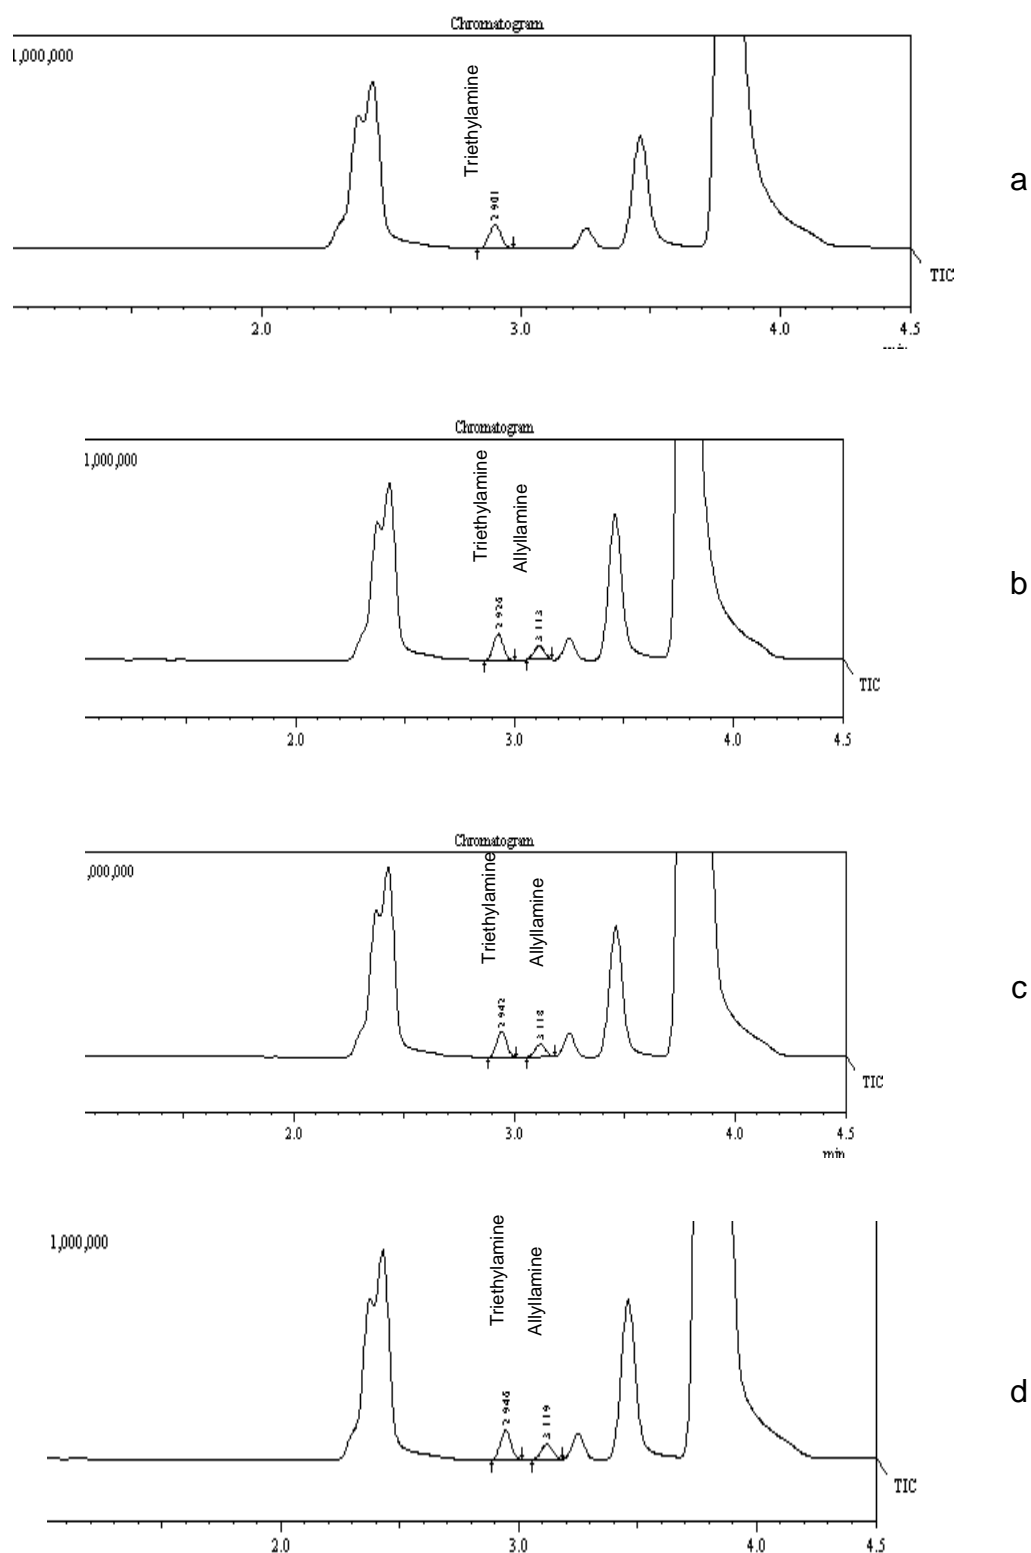 Chromatogram
1,000,000
Triethylamine
2.901
a
TIC
2.0 3.0 4.0 4.5
Chromatogram
1,000,000
Triethylamine
Allyllamine
2.926
3.113
b
TIC
2.0 3.0 4.0 4.5
Chromatogram
,000,000
Triethylamine
Allyllamine
2.942
3.118
c
TIC
2.0 3.0 4.0 4.5
min
1,000,000
Triethylamine
Allyllamine
2.946
3.119
d
TIC
2.0 3.0 4.0 4.5